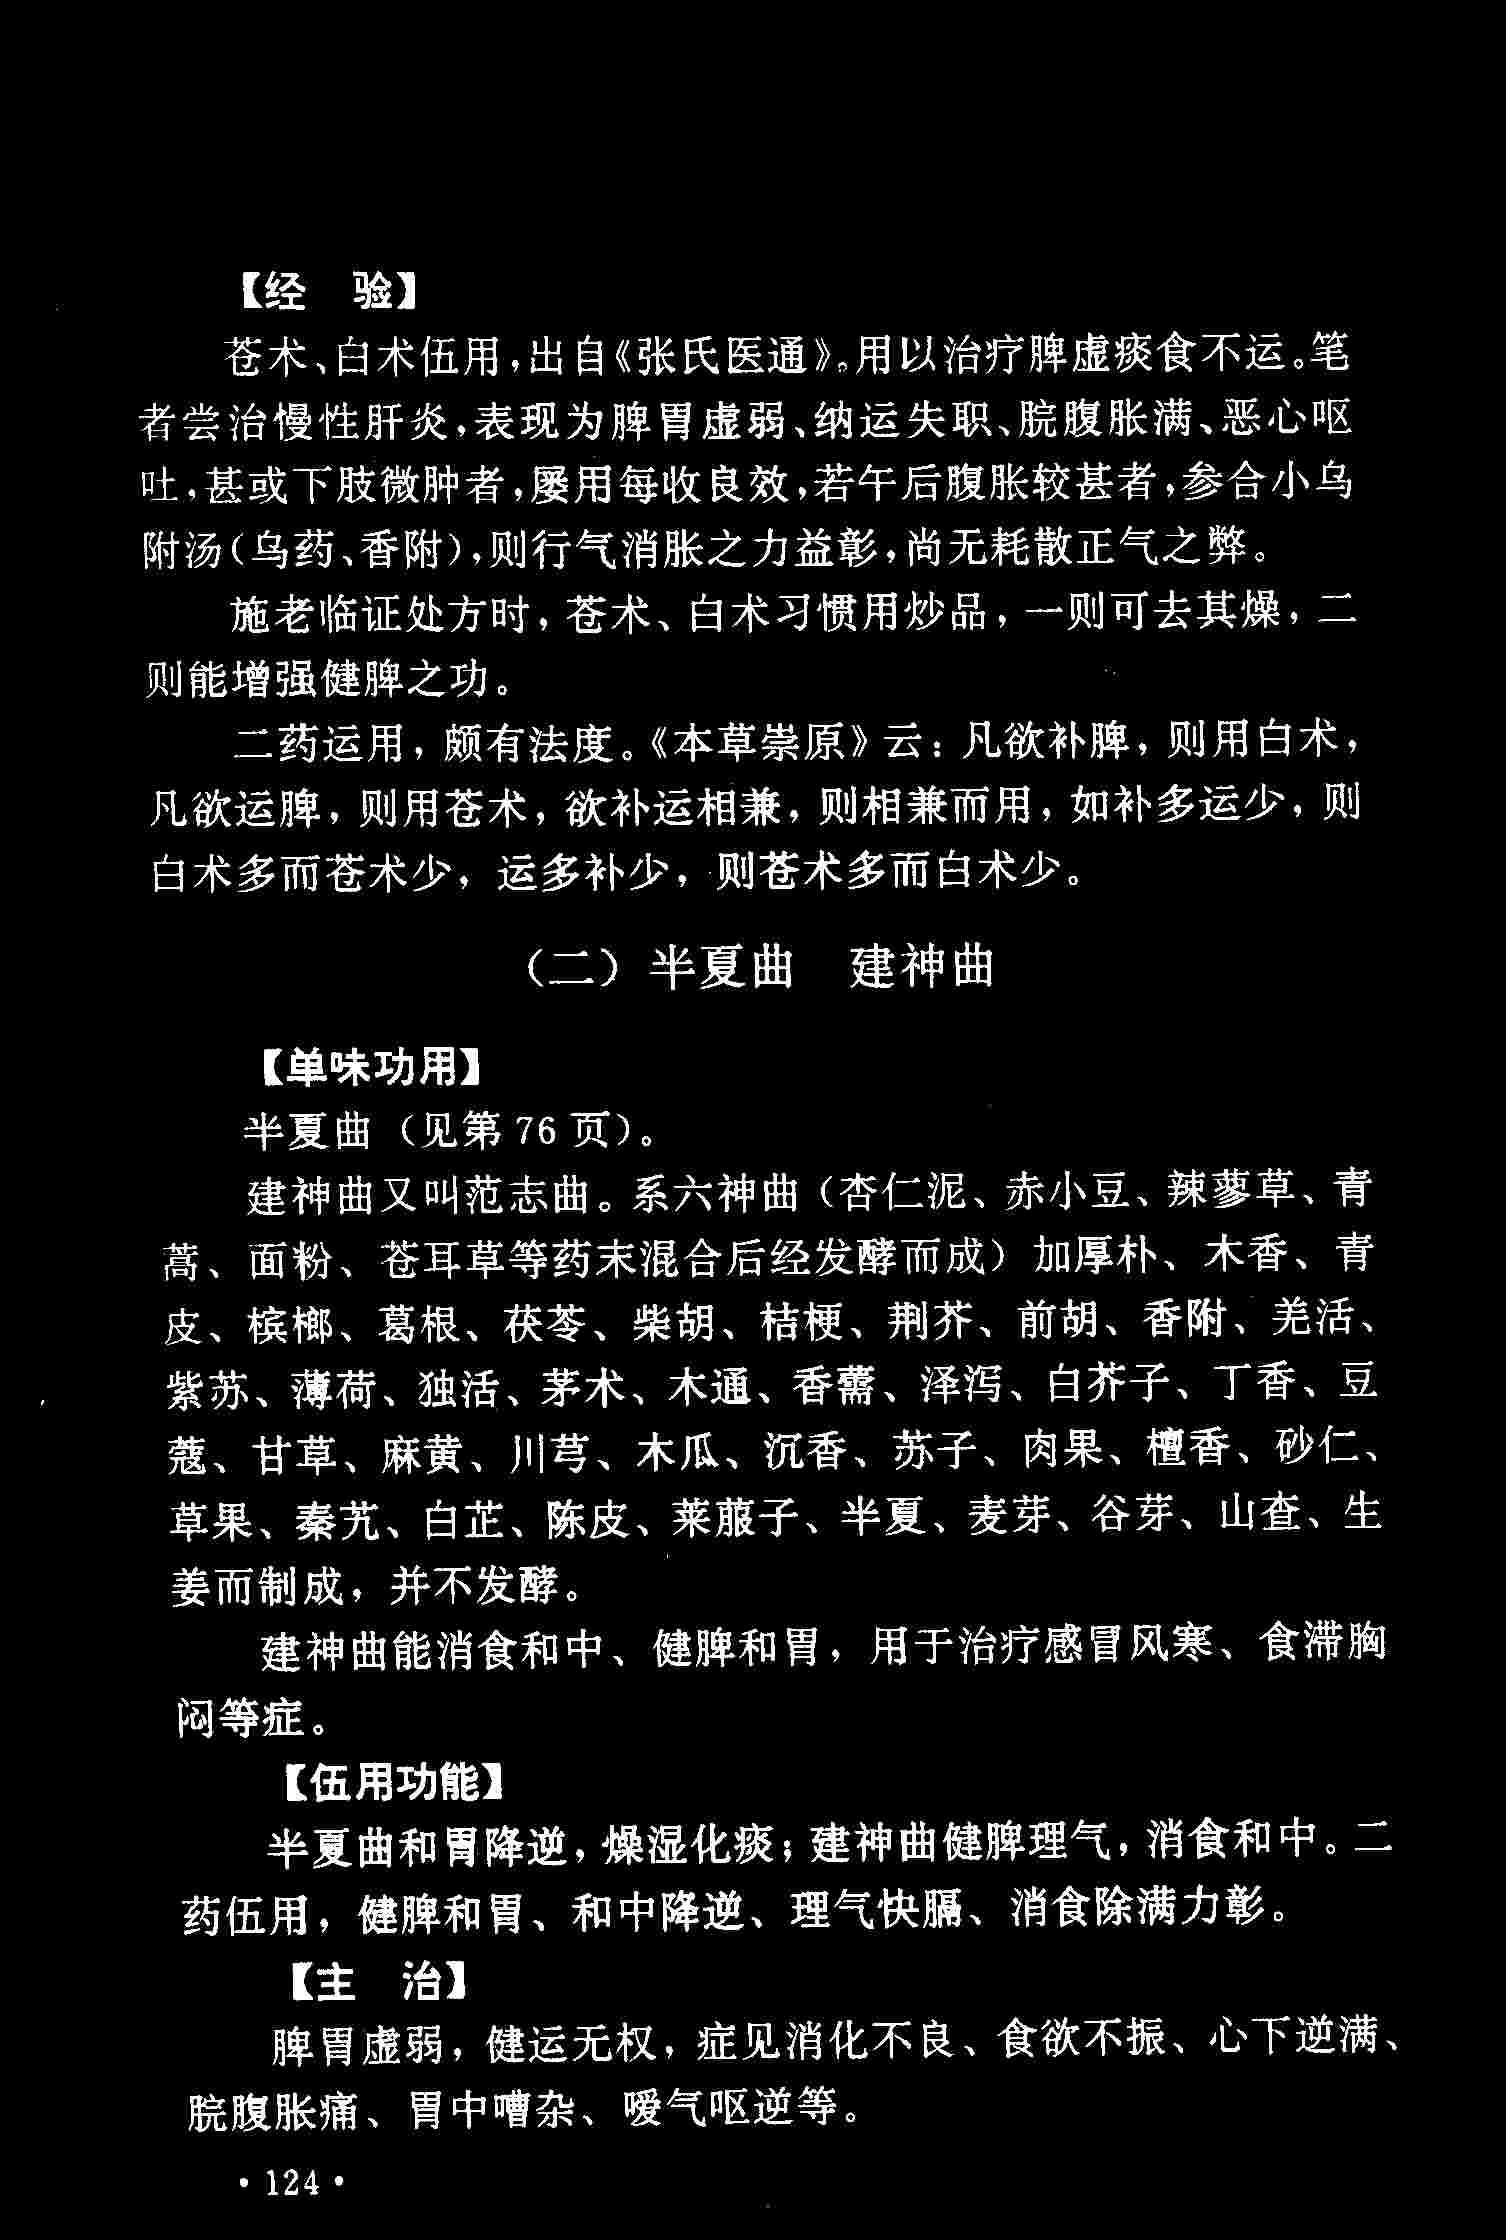 【经　验】
苍术、白术伍用，出自《张氏医通》。用以治疗脾虚痰食不运。笔
者尝治慢性肝炎，表现为脾胃虚弱、纳运失职、脘腹胀满、恶心呕
吐，甚或下肢微肿者，屡用每收良效，若午后腹胀较甚者，参合小乌
附汤（乌药、香附），则行气消胀之力益彰，尚无耗散正气之弊。
施老临证处方时，苍术、白术习惯用炒品，一则可去其燥，二
则能增强健脾之功。
二药运用，颇有法度。《本草崇原》云：凡欲补脾，则用白术，
凡欲运脾，则用苍术，欲补运相兼，则相兼而用，如补多运少，则
白术多而苍术少，运多补少，则苍术多而白术少。
（二）半夏曲　建神曲
【单味功用】
半夏曲（见第 76 页）。
建神曲又叫范志曲。系六神曲（杏仁泥、赤小豆、辣蓼草、青
蒿、面粉、苍耳草等药末混合后经发酵而成）加厚朴、木香、青
皮、槟榔、葛根、茯苓、柴胡、桔梗、荆芥、前胡、香附、羌活、
紫苏、薄荷、独活、茅术、木通、香薷、泽泻、白芥子、丁香、豆
蔻、甘草、麻黄、川芎、木瓜、沉香、苏子、肉果、檀香、砂仁、
草果、秦艽、白芷、陈皮、莱菔子、半夏、麦芽、谷芽、山查、生
姜而制成，并不发酵。
建神曲能消食和中、健脾和胃，用于治疗感冒风寒、食滞胸
闷等症。
【伍用功能】
半夏曲和胃降逆，燥湿化痰；建神曲健脾理气，消食和中。二
药伍用，健脾和胃、和中降逆、理气快膈、消食除满力彰。
【主　治】
脾胃虚弱，健运无权，症见消化不良、食欲不振、心下逆满、
脘腹胀痛、胃中嘈杂、嗳气呕逆等。
·124·